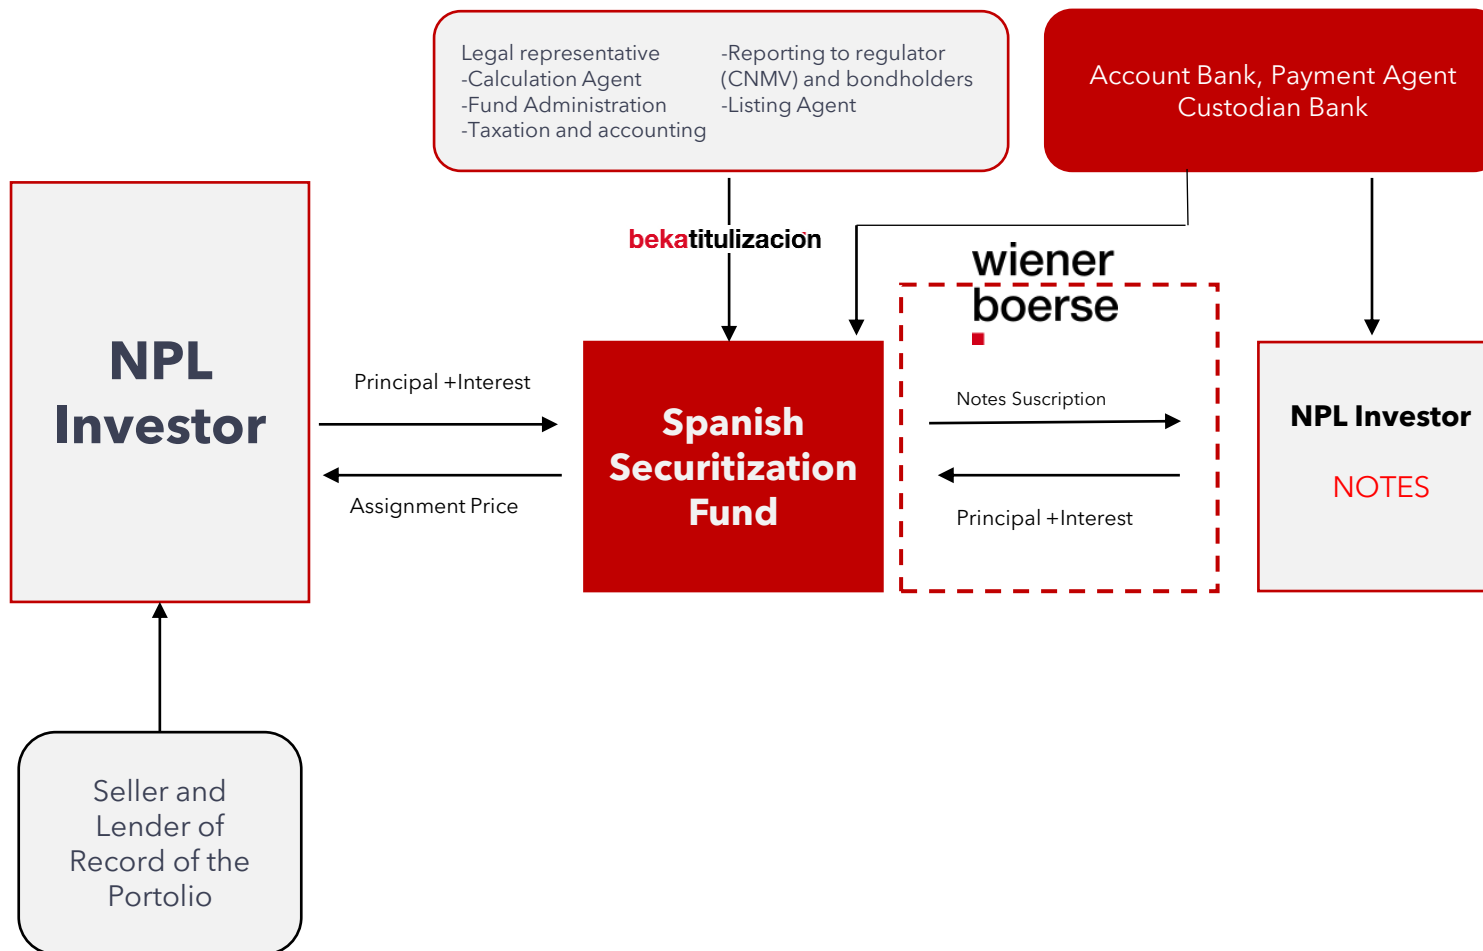 Legal representative
-Calculation Agent
-Fund Administration
-Taxation and accounting
-Reporting to regulator
(CNMV) and bondholders
-Listing Agent
Account Bank, Payment Agent
Custodian Bank
bekatitulización
wiener
boerse
NPL
Investor
Principal +Interest
Assignment Price
Spanish
Securitization
Fund
Notes Suscription
Principal +Interest
NPL Investor
NOTES
Seller and
Lender of
Record of the
Portolio